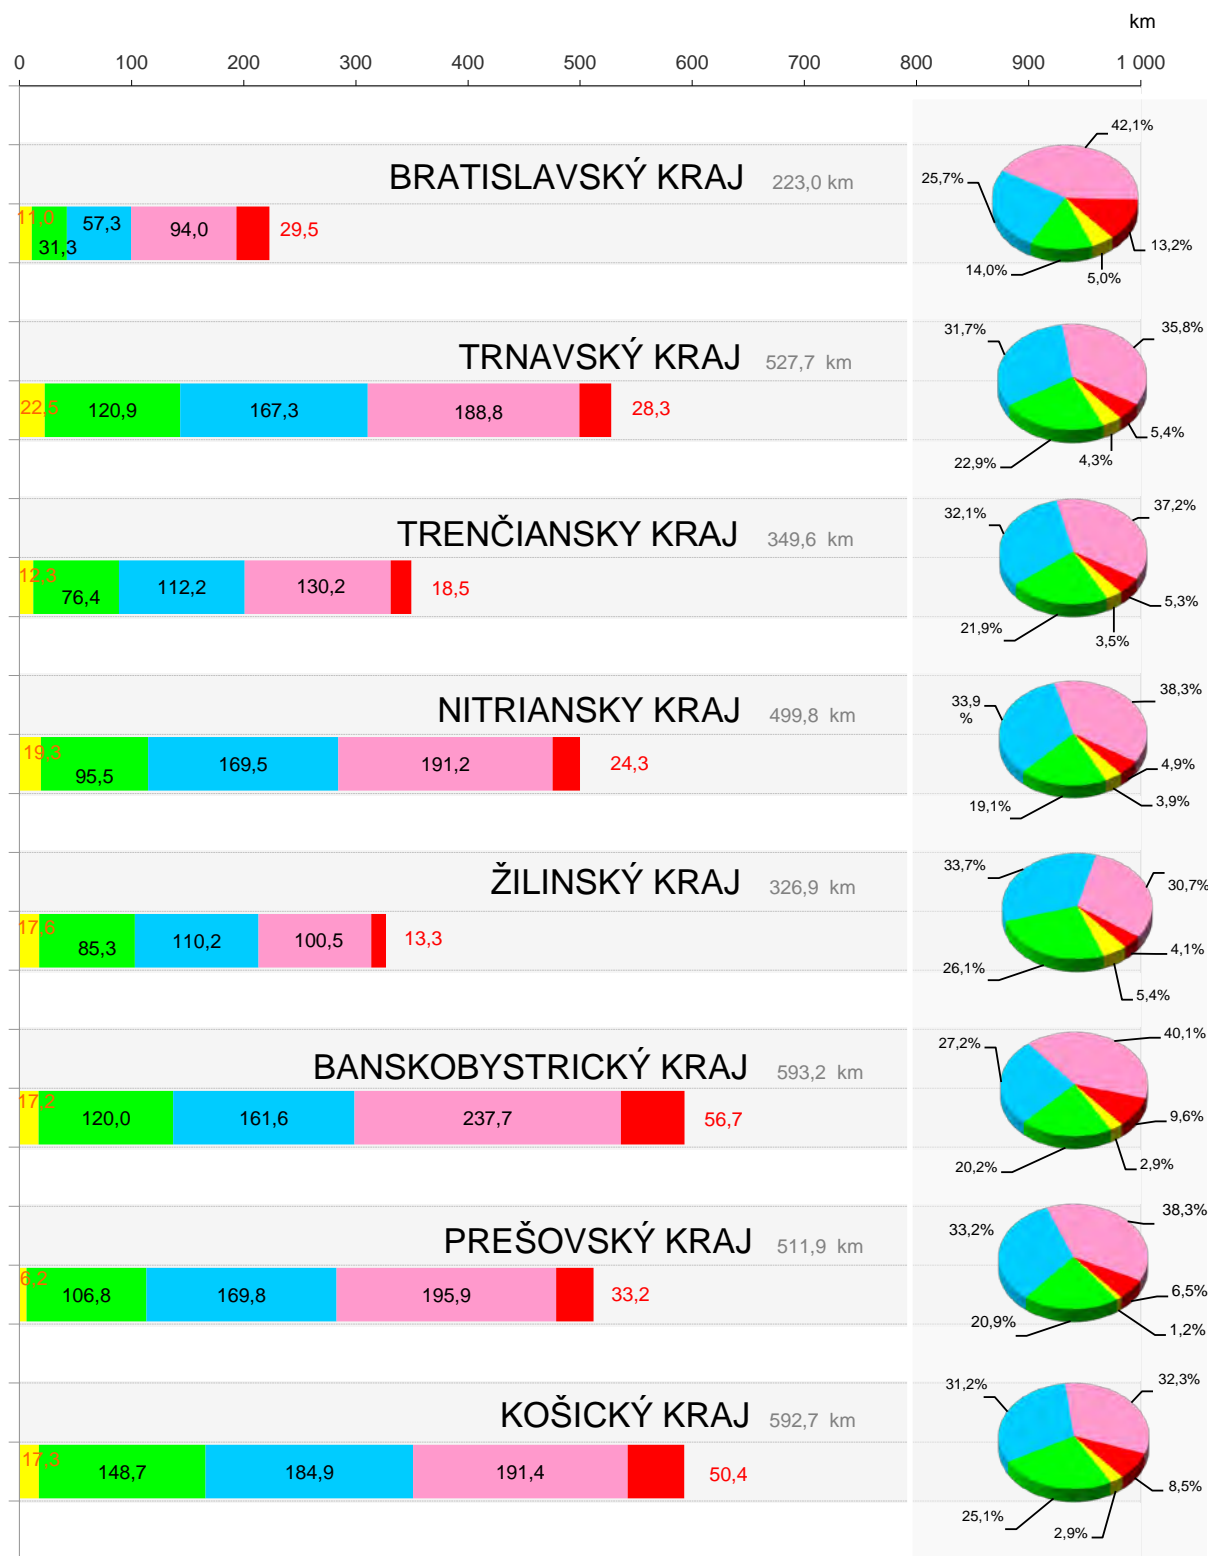 km
0 100 200 300 400 500 600 700 800 900 1 000
42,1%
BRATISLAVSKÝ KRAJ 223,0 km
25,7%
11,0 31,3 57,3 94,0 29,5
13,2%
14,0%
5,0%
31,7%
35,8%
TRNAVSKÝ KRAJ 527,7 km
22,5 120,9 167,3 188,8 28,3
5,4%
22,9%
4,3%
32,1%
37,2%
TRENČIANSKY KRAJ 349,6 km
12,3 76,4 112,2 130,2 18,5
5,3%
21,9%
3,5%
38,3%
33,9
%
NITRIANSKY KRAJ 499,8 km
19,3 95,5 169,5 191,2 24,3
4,9%
19,1%
3,9%
33,7%
30,7%
ŽILINSKÝ KRAJ 326,9 km
17,6 85,3 110,2 100,5 13,3
4,1%
26,1%
5,4%
40,1%
27,2%
BANSKOBYSTRICKÝ KRAJ 593,2 km
17,2 120,0 161,6 237,7 56,7
9,6%
20,2%
2,9%
38,3%
33,2%
PREŠOVSKÝ KRAJ 511,9 km
6,2 106,8 169,8 195,9 33,2
6,5%
20,9%
1,2%
32,3%
31,2%
KOŠICKÝ KRAJ 592,7 km
17,3 148,7 184,9 191,4 50,4
8,5%
25,1%
2,9%